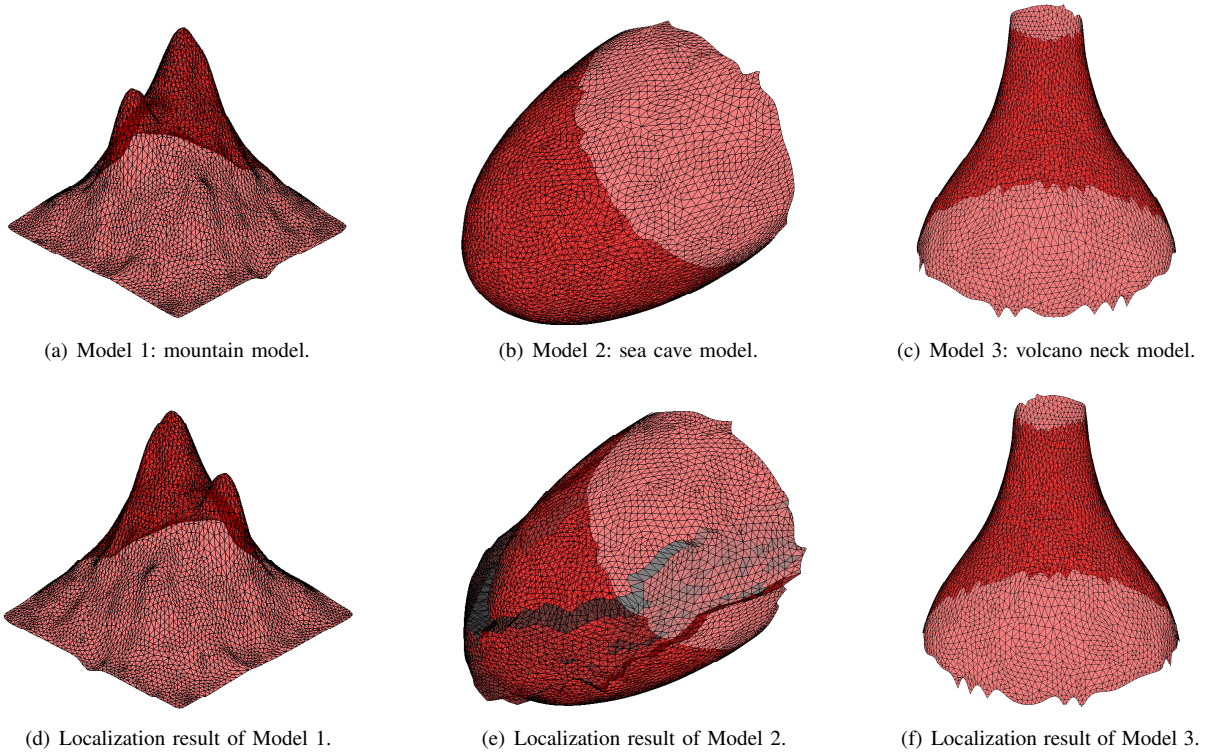 (a) Model 1: mountain model.
(b) Model 2: sea cave model.
(c) Model 3: volcano neck model.
(d) Localization result of Model 1.
(e) Localization result of Model 2.
(f) Localization result of Model 3.